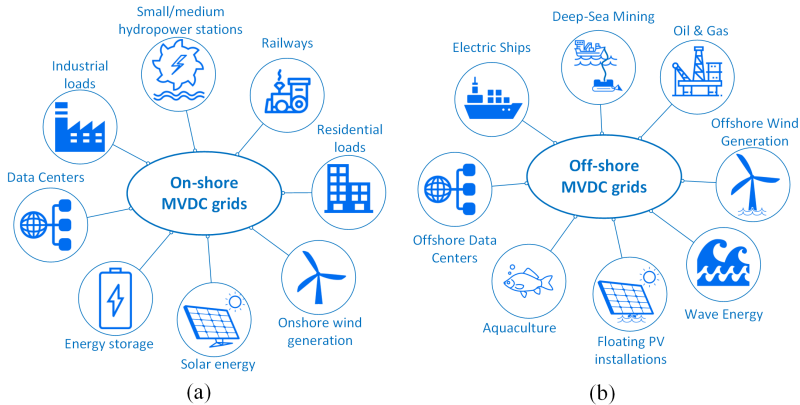 Small/medium
hydropower stations
Railways
Industrial
loads
Residential
loads
On-shore
MVDC grids
Data Centers
Energy storage
Solar energy
Onshore wind
generation
(a)
Deep-Sea Mining
Oil & Gas
Electric Ships
Offshore Wind
Generation
Off-shore
MVDC grids
Offshore Data
Centers
Aquaculture
Floating PV
installations
Wave Energy
(b)